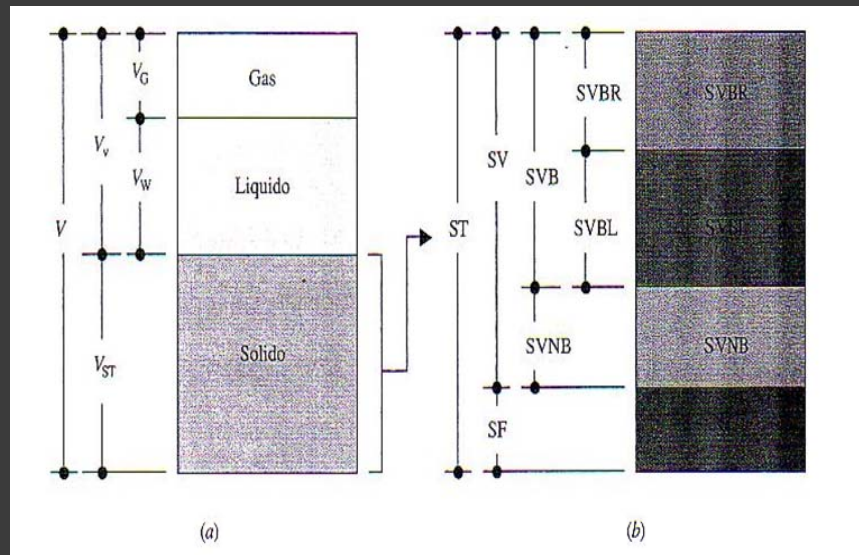 V
V_v
V_G
V_W
V_ST
Gas
Liquido
Solido
ST
SV
SVB
SVBR
SVBL
SVNB
SF
SVBR
SVNB
(a)
(b)